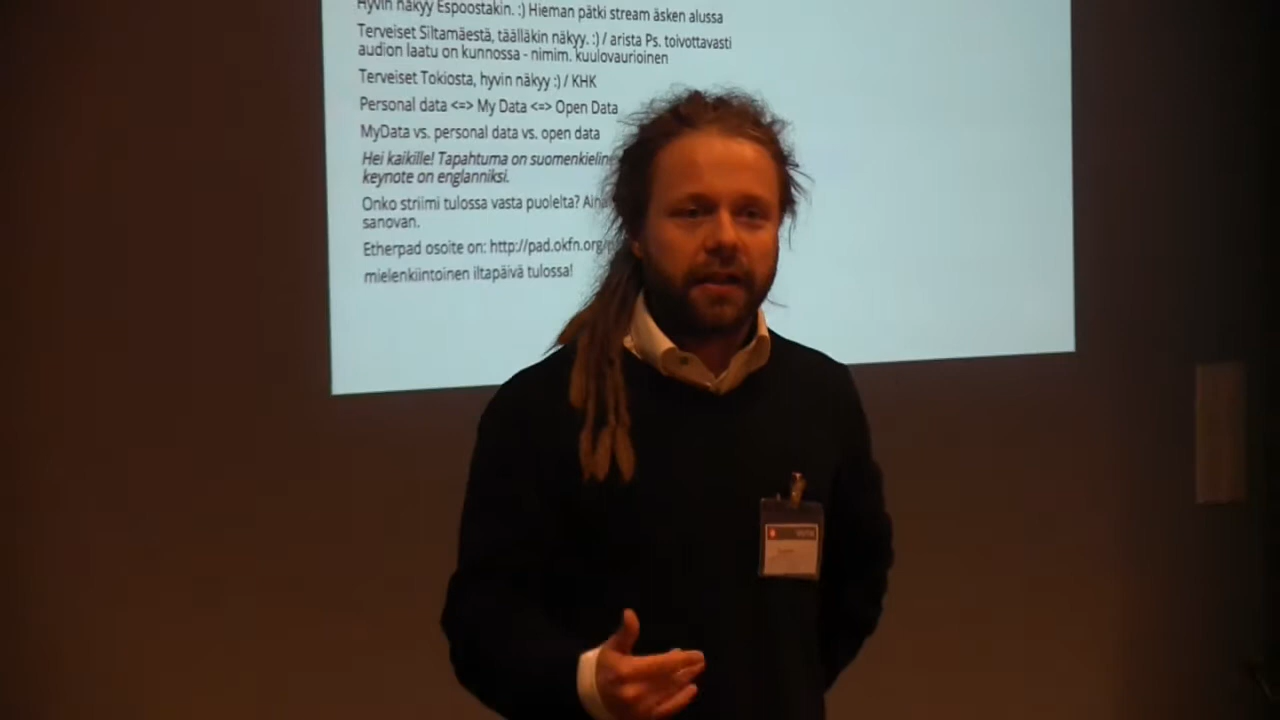 Hyvin näkyy Espoostakin. :) Hieman pätki stream äsken alussa
Terveiset Siltamäestä, täälläkin näkyy. :) / arista Ps. toivottavasti
audion laatu on kunnossa - nimim. kuulovaurioinen
Terveiset Tokiosta, hyvin näkyy :) / KHK
Personal data <=> My Data <=> Open Data
MyData vs. personal data vs. open data
Hei kaikille! Tapahtuma on
keynote on englanniksi.
Onko striimi tulossa vasta puolelta?
sanovan.
Etherpad osoite on: http://pad.okfn.org/
mielenkiintoinen iltapäivä tulossa!